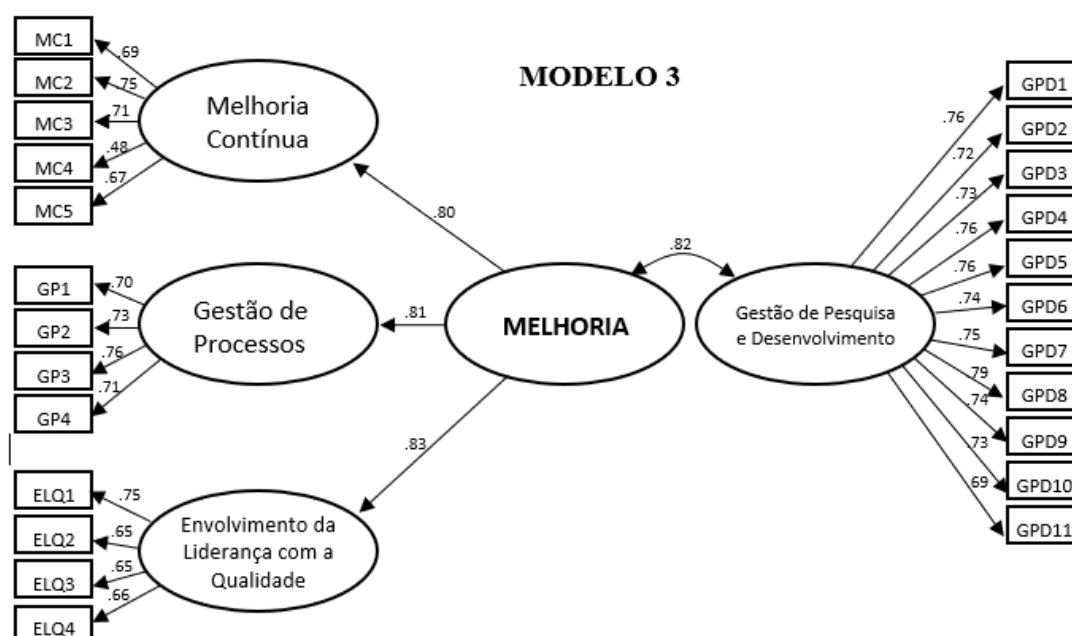 MODELO 3
MC1
MC2
MC3
MC4
MC5
.69
.75
.71
.48
.67
Melhoria
Contínua
.80
GP1
GP2
GP3
GP4
.70
.73
.76
.71
Gestão de
Processos
.81
ELQ1
ELQ2
ELQ3
ELQ4
.75
.65
.65
.66
Envolvimento da
Liderança com a
Qualidade
.83
MELHORIA
.82
Gestão de Pesquisa
e Desenvolvimento
.76
.72
.73
.76
.76
.74
.75
.79
.74
.73
.69
GPD1
GPD2
GPD3
GPD4
GPD5
GPD6
GPD7
GPD8
GPD9
GPD10
GPD11